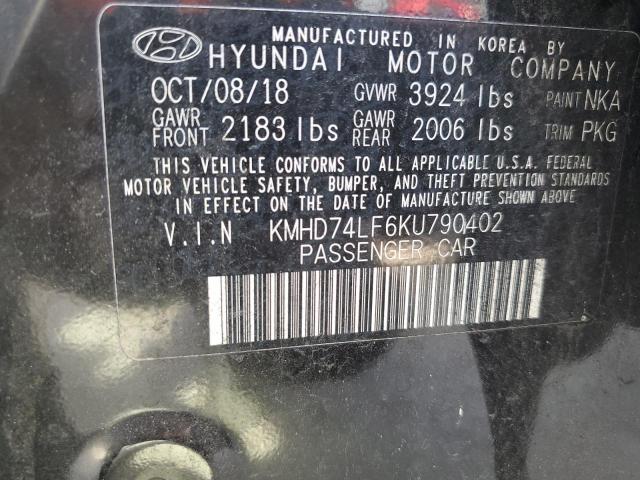 MANUFACTURED IN KOREA BY
HYUNDAI MOTOR COMPANY
OCT/08/18 GVWR 3924 lbs PAINT NKA
GAWR FRONT 2183 lbs GAWR REAR 2006 lbs TRIM PKG
THIS VEHICLE CONFORMS TO ALL APPLICABLE U.S.A. FEDERAL
MOTOR VEHICLE SAFETY, BUMPER, AND THEFT PREVENTION STANDARDS
IN EFFECT ON THE DATE OF MANUFACTURE SHOWN ABOVE
V.I.N KMHD74LF6KU790402
PASSENGER CAR